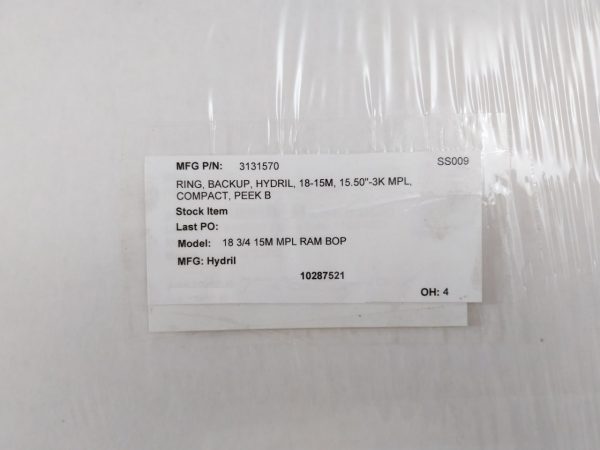 MFG P/N: 3131570 SS009
RING, BACKUP, HYDRIL, 18-15M, 15.50"-3K MPL,
COMPACT, PEEK B
Stock Item
Last PO:
Model: 18 3/4 15M MPL RAM BOP
MFG: Hydril
10287521
OH: 4